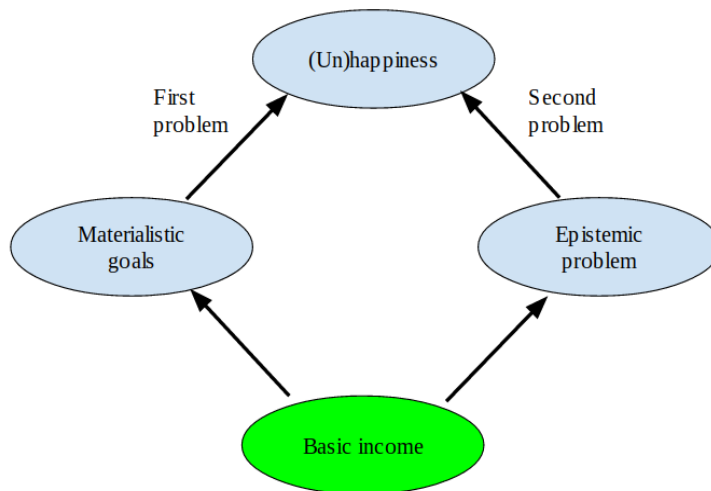 (Un)happiness
First
problem
Second
problem
Materialistic
goals
Epistemic
problem
Basic income